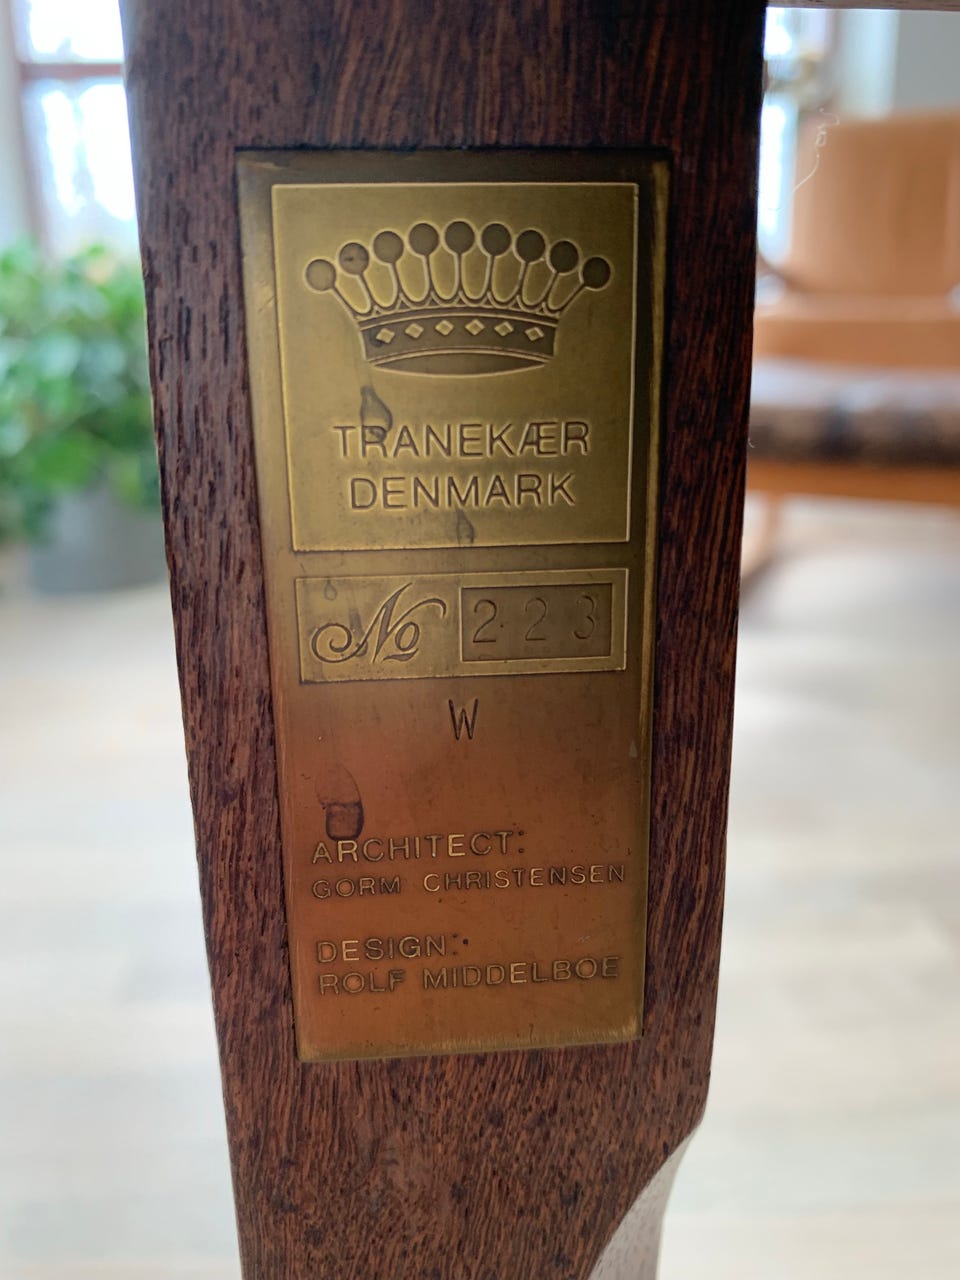 TRANEKÆR
DENMARK
No 223
W
ARCHITECT:
GORM CHRISTENSEN
DESIGN:
ROLF MIDDELBOE